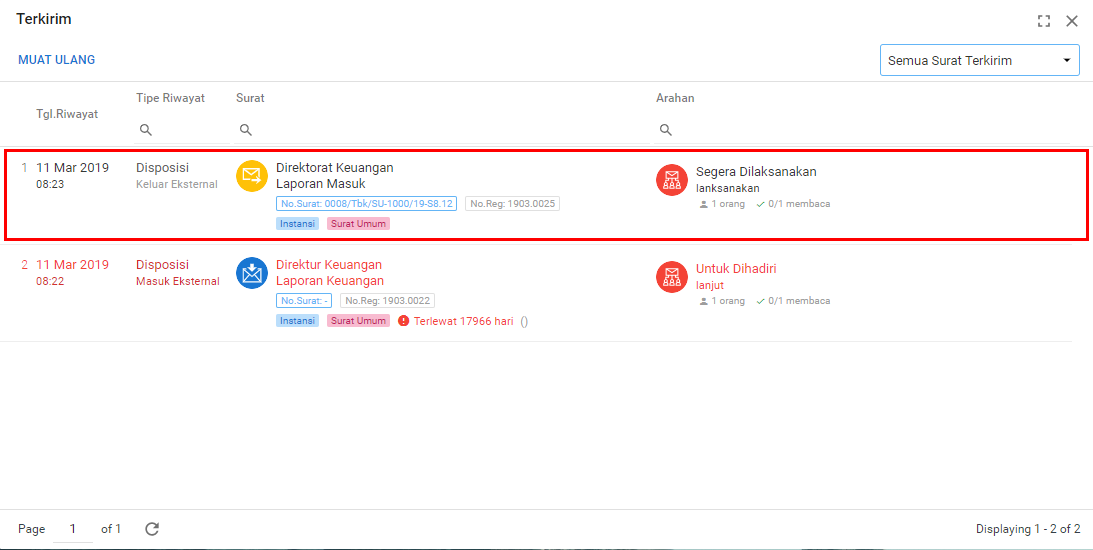 Terkirim
MUAT ULANG
Semua Surat Terkirim
Tgl.Riwayat
Tipe Riwayat
Surat
Arahan
1
11 Mar 2019
08:23
Disposisi
Keluar Eksternal
Direktorat Keuangan
Laporan Masuk
No.Surat: 0008/Tbk/SU-1000/19-S8.12
No.Reg: 1903.0025
Instansi
Surat Umum
Segera Dilaksanakan
lanksanakan
1 orang
0/1 membaca
2
11 Mar 2019
08:22
Disposisi
Masuk Eksternal
Direktur Keuangan
Laporan Keuangan
No.Surat: -
No.Reg: 1903.0022
Instansi
Surat Umum
Terlewat 17966 hari ()
Untuk Dihadiri
lanjut
1 orang
0/1 membaca
Page 1 of 1
Displaying 1 - 2 of 2